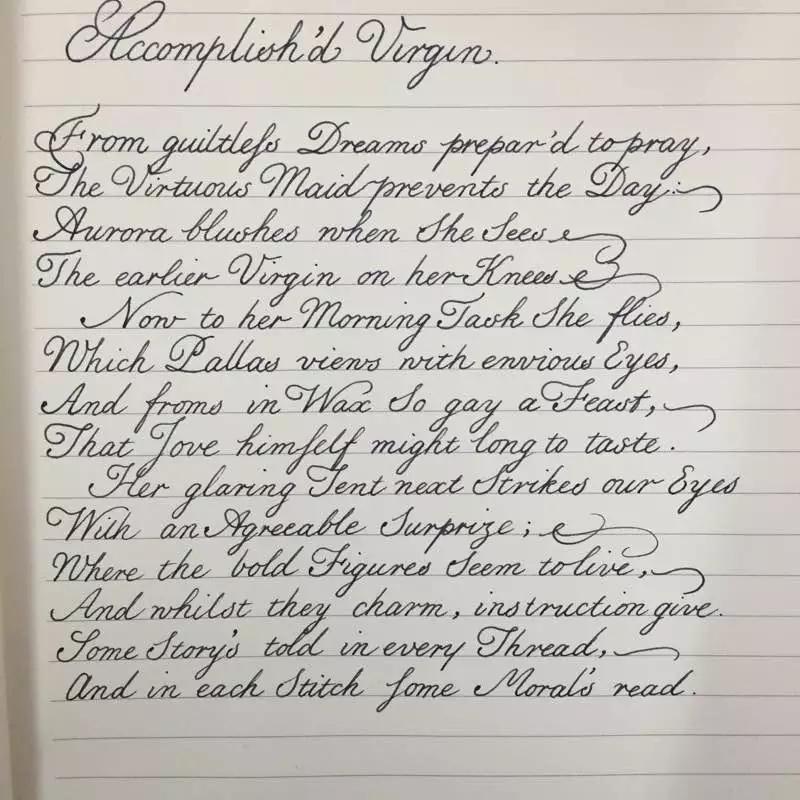 Accomplish'd Virgin.
From guiltleſs Dreams prepar'd to pray,
The Virtuous Maid prevents the Day:
Aurora blushes when She Sees
The earlier Virgin on her Knees.
Now to her Morning Task She flies,
Which Pallas views with envious Eyes,
And froms in Wax So gay a Feast,
That Jove himſelf might long to taste.
Her glaring Tent next Strikes our Eyes
With an Agreeable Surprize;
Where the bold Figures Seem to live,
And whilst they charm, instruction give.
Some Story's told in every Thread,
And in each Stitch ſome Moral's read.